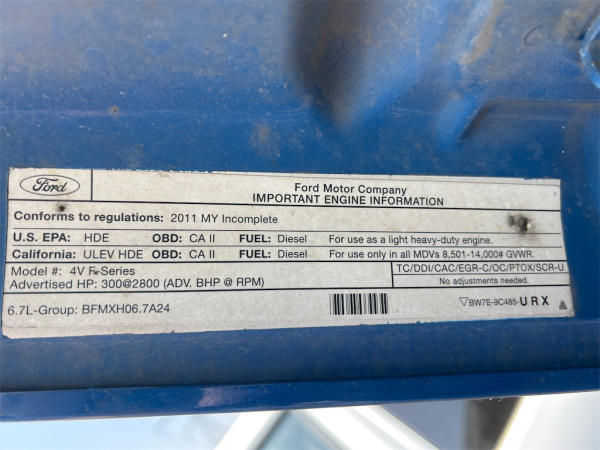 Ford
Ford Motor Company
IMPORTANT ENGINE INFORMATION
Conforms to regulations: 2011 MY Incomplete
U.S. EPA: HDE OBD: CA II FUEL: Diesel For use as a light heavy-duty engine.
California: ULEV HDE OBD: CA II FUEL: Diesel For use only in all MDVs 8,501-14,000# GVWR.
Model #: 4V F-Series
Advertised HP: 300@2800 (ADV. BHP @ RPM)
TC/DDI/CAC/EGR-C/OC/PTOX/SCR-U
No adjustments needed.
6.7L-Group: BFMXH06.7A24
▽BW7E-9C485-URX